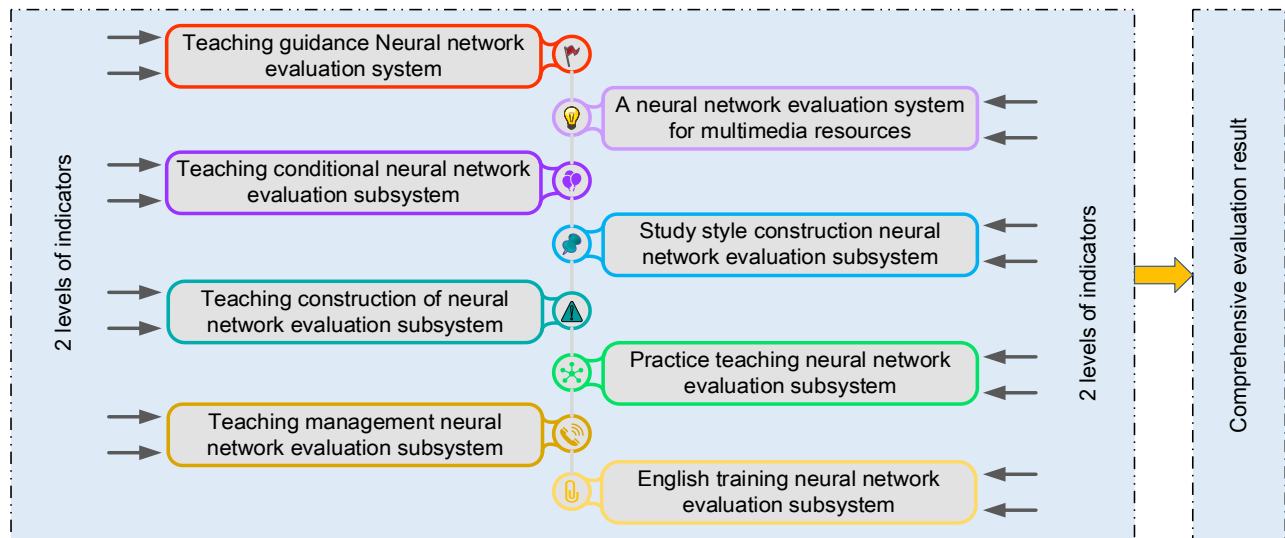 Teaching guidance Neural network
evaluation system
A neural network evaluation system
for multimedia resources
Teaching conditional neural network
evaluation subsystem
Study style construction neural
network evaluation subsystem
Teaching construction of neural
network evaluation subsystem
Practice teaching neural network
evaluation subsystem
Teaching management neural
network evaluation subsystem
English training neural network
evaluation subsystem
2 levels of indicators
2 levels of indicators
Comprehensive evaluation result